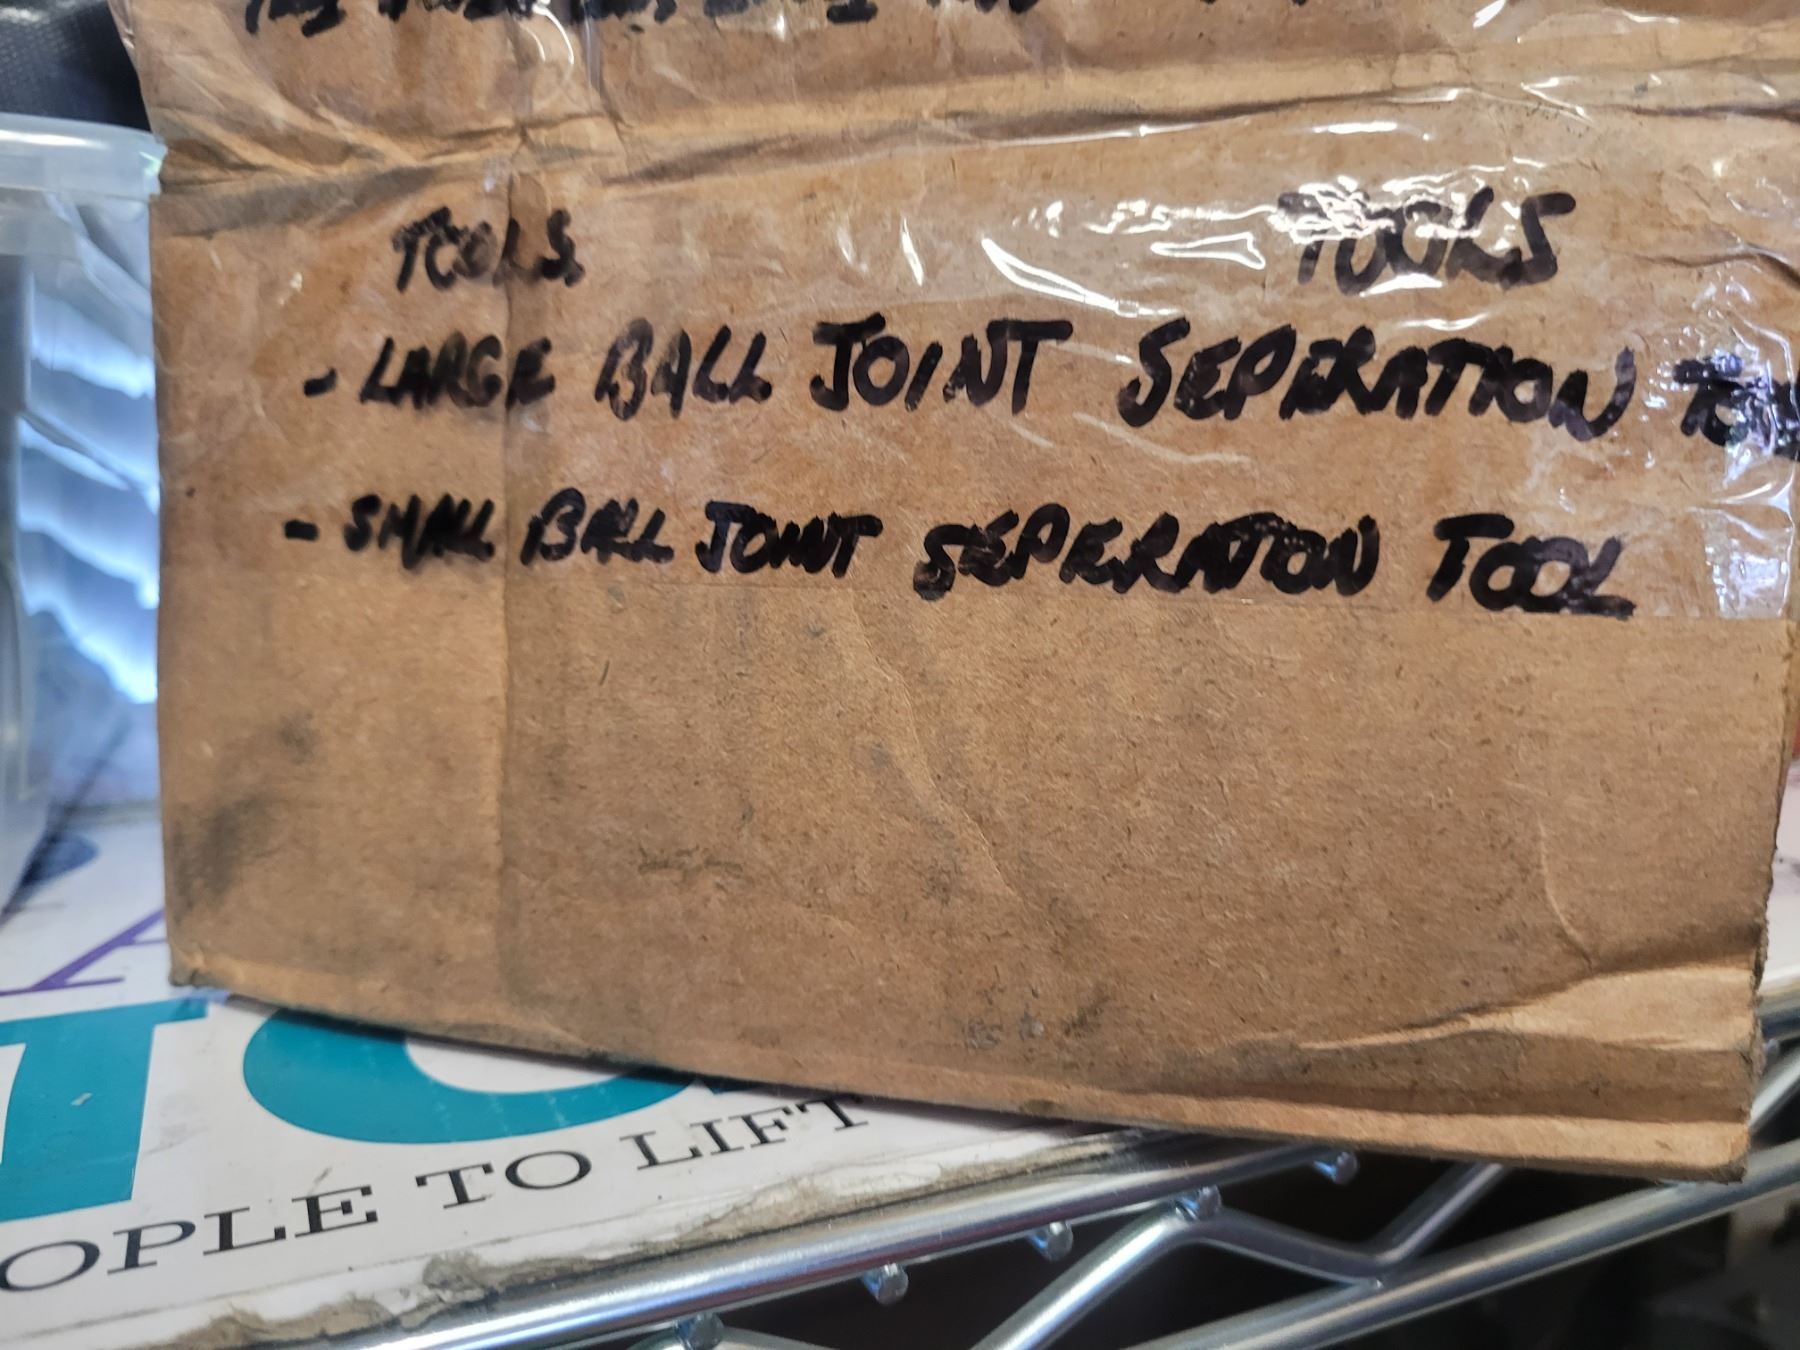 TOOLS. TOOLS
- LARGE BALL JOINT SEPERATION
- SMALL BALL JOINT SEPERATION TOOL
OPLE TO LIFT